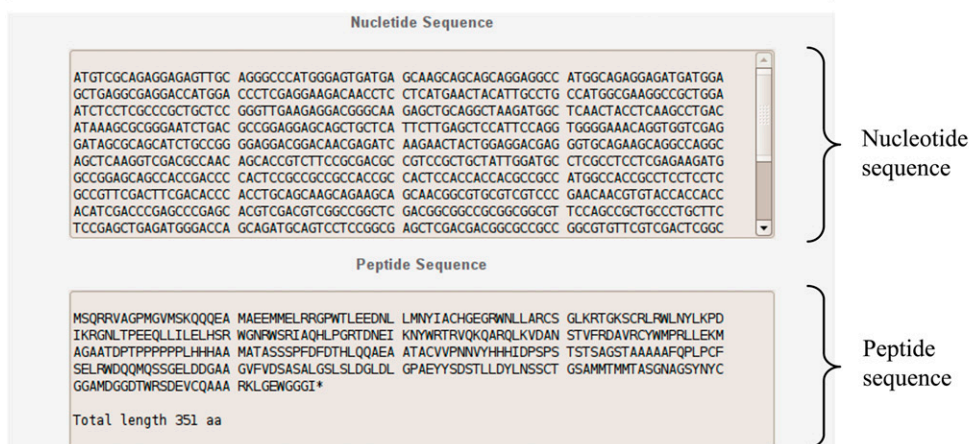 Nucletide Sequence
ATGTCGCAGAGGAGAGTTGC AGGGCCCATGGGAGTGATGA GCAAGCAGCAGCAGGAGGCC ATGGCAGAGGAGATGATGGA
GCTGAGGCGAGGACCATGGA CCCTCGAGGAAGACAACCTC CTCATGAACTACATTGCCTG CCATGGCGAAGGCCGCTGGA
ATCTCCTCGCCCGCTGCTCC GGGTTGAAGAGGACGGGCAA GAGCTGCAGGCTAAGATGGC TCAACTACCTCAAGCCTGAC
ATAAAGCGCGGGAATCTGAC GCCGGAGGAGCAGCTGCTCA TTCTTGAGCTCCATTCCAGG TGGGGAAACAGGTGGTCGAG
GATAGCGCAGCATCTGCCGG GGAGGACGGACAACGAGATC AAGAACTACTGGAGGACGAG GGTGCAGAAGCAGGCCAGGC
AGCTCAAGGTCGACGCCAAC AGCACCGTCTTCCGCGACGC CGTCCGCTGCTATTGGATGC CTCGCCTCCTCGAGAAGATG
GCCGGAGCAGCCACCGACCC CACTCCGCCGCCGCCACCGC CACTCCACCACCACGCCGCC ATGGCCACCGCCTCCTCCTC
GCCGTTCGACTTCGACACCC ACCTGCAGCAAGCAGAAGCA GCAACGGCGTGCGTCGTCCC GAACAACGTGTACCACCACC
ACATCGACCCGAGCCCGAGC ACGTCGACGTCGGCCGGCTC GACGGCGGCCGCGGCGGCGT TCCAGCCGCTGCCCTGCTTC
TCCGAGCTGAGATGGGACCA GCAGATGCAGTCCTCCGGCG AGCTCGACGACGGCGCCGCC GGCGTGTTCGTCGACTCGGC
Nucleotide
sequence
Peptide Sequence
MSQRRVAGPMGVMSKQQQEA MAEEMMELRRGPWTLEEDNL LMNYIACHGEGRWNLLARCS GLKRTGKSCRLRWLNYLKPD
IKRGNLTPEEQLLILELHSR WGNRWSRIAQHLPGRTDNEI KNYWRTRVQKQARQLKVDAN STVFRDAVRCYWMPRLLEKM
AGAATDPTPPPPPPLHHHAA MATASSSPFDFDTHLQQAEA ATACVVPNNVYHHHIDPSPS TSTSAGSTAAAAAFQPLPCF
SELRWDQQMQSSGELDDGAA GVFVDSASALGSLSLDGLDL GPAEYYSDSTLLDYLNSSCT GSAMMTMMTASGNAGSYNYC
GGAMDGGDTWRSDEVCQAAA RKLGEWGGGI*
Total length 351 aa
Peptide
sequence